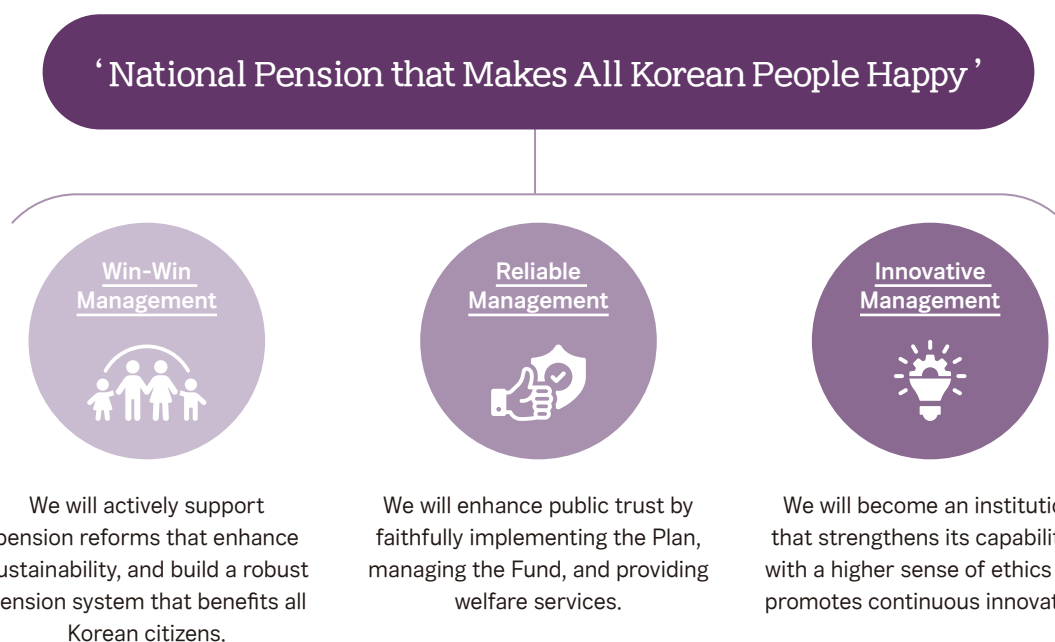 ‘ National Pension that Makes All Korean People Happy ’
Win-Win
Management
We will actively support
pension reforms that enhance
sustainability, and build a robust
pension system that benefits all
Korean citizens.
Reliable
Management
We will enhance public trust by
faithfully implementing the Plan,
managing the Fund, and providing
welfare services.
Innovative
Management
We will become an
that strengthens its
with a higher sense of ethics
promotes continuous